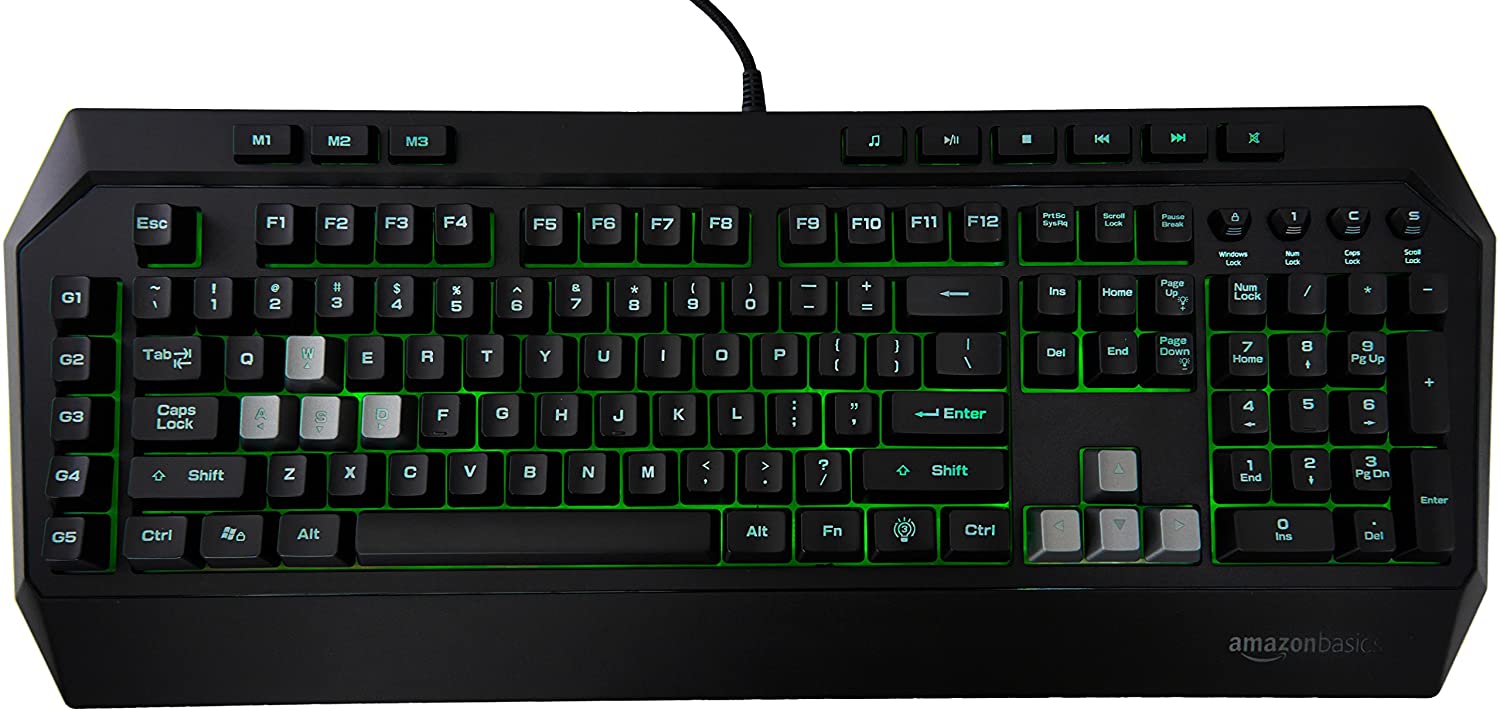 M1 M2 M3
Esc F1 F2 F3 F4 F5 F6 F7 F8 F9 F10 F11 F12 PrtSc Scroll Pause 1 C S
SysRq Lock Break
Windows Num Caps Scroll
Lock Lock Lock Lock
G1 ~ ! @ # $ % ^ & * ( ) — + Ins Home Page Num / * −
` 1 2 3 4 5 6 7 8 9 0 - = Up Lock
+
G2 Tab Q W E R T Y U I O P { } | Del End Page 7 8 9 +
[ ] \ Down Home Pg Up
-
G3 Caps A S D F G H J K L : " Enter 4 5 6
Lock ; '
G4 Shift Z X C V B N M < > ? Shift 1 2 3 Enter
, . / End Pg Dn
G5 Ctrl Alt Alt Fn 3 Ctrl 0 .
Ins Del
amazonbasics